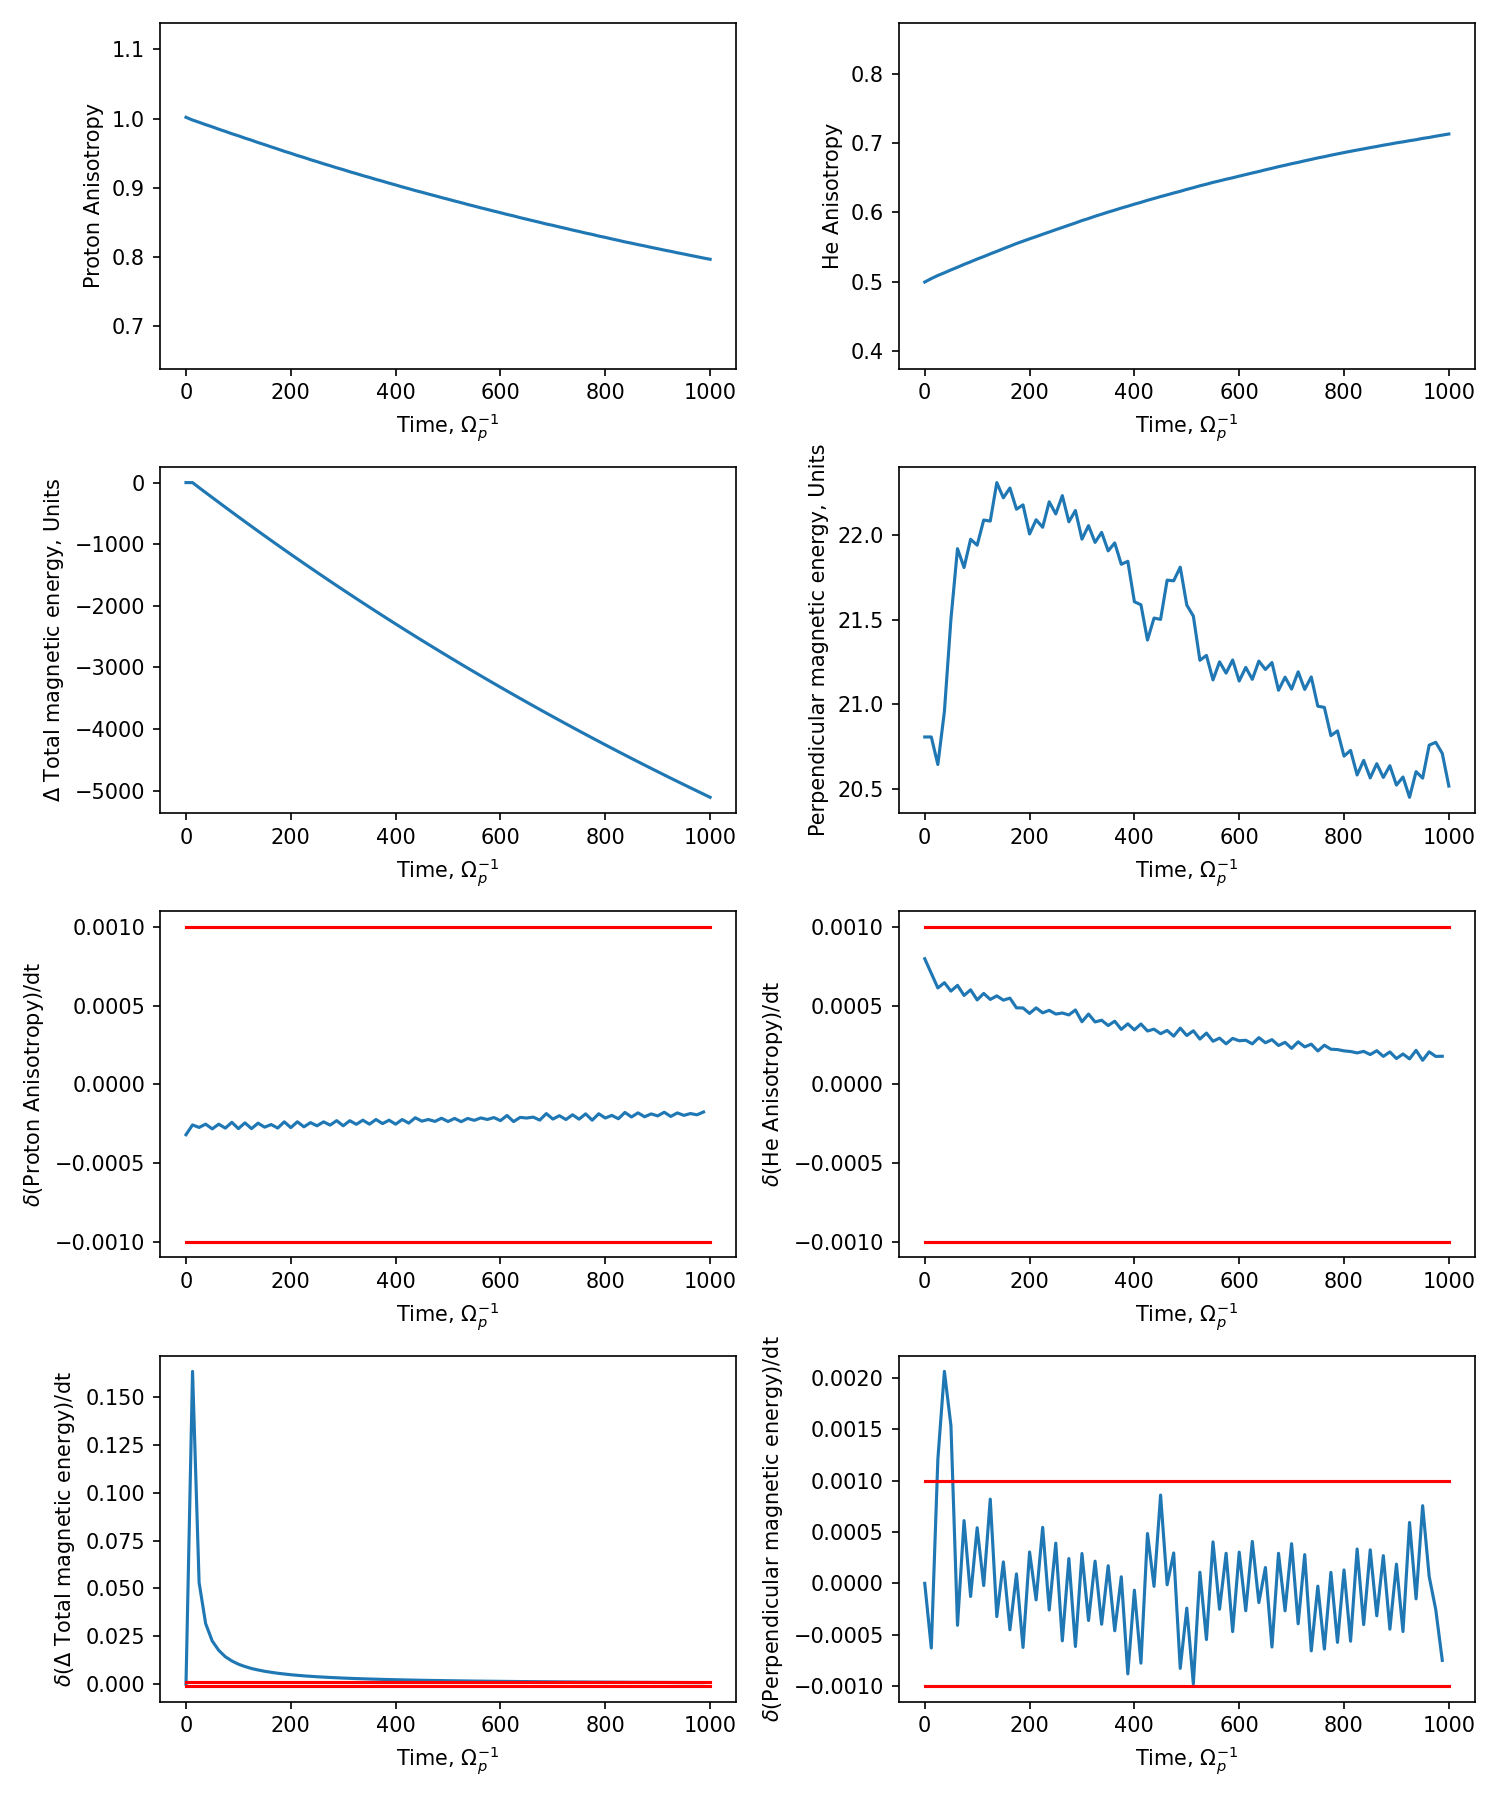 Proton Anisotropy
1.1
1.0
0.9
0.8
0.7
0 200 400 600 800 1000
Time, Ω_p^{−1}
He Anisotropy
0.8
0.7
0.6
0.5
0.4
0 200 400 600 800 1000
Time, Ω_p^{−1}
Δ Total magnetic energy, Units
0
−1000
−2000
−3000
−4000
−5000
0 200 400 600 800 1000
Time, Ω_p^{−1}
Perpendicular magnetic energy, Units
22.0
21.5
21.0
20.5
0 200 400 600 800 1000
Time, Ω_p^{−1}
δ(Proton Anisotropy)/dt
0.0010
0.0005
0.0000
−0.0005
−0.0010
0 200 400 600 800 1000
Time, Ω_p^{−1}
δ(He Anisotropy)/dt
0.0010
0.0005
0.0000
−0.0005
−0.0010
0 200 400 600 800 1000
Time, Ω_p^{−1}
δ(Δ Total magnetic energy)/dt
0.150
0.125
0.100
0.075
0.050
0.025
0.000
0 200 400 600 800 1000
Time, Ω_p^{−1}
δ(Perpendicular magnetic energy)/dt
0.0020
0.0015
0.0010
0.0005
0.0000
−0.0005
−0.0010
0 200 400 600 800 1000
Time, Ω_p^{−1}